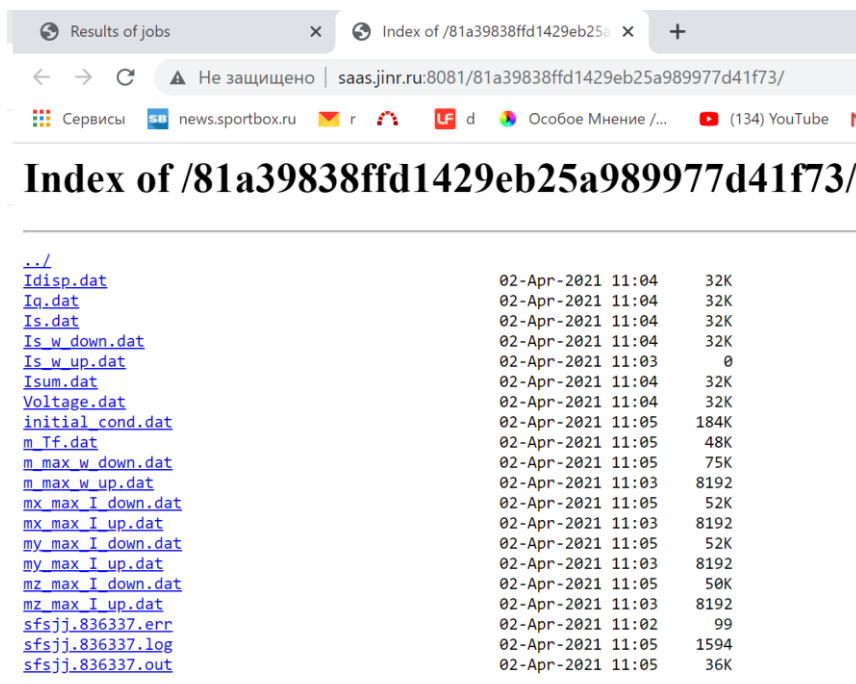 Results of jobs × Index of /81a39838ffd1429eb25a × +
Не защищено | saas.jinr.ru:8081/81a39838ffd1429eb25a989977d41f73/
Сервисы SB news.sportbox.ru r LF d Особое Мнение /... (134) YouTube
Index of /81a39838ffd1429eb25a989977d41f73/
../
Idisp.dat 02-Apr-2021 11:04 32K
Iq.dat 02-Apr-2021 11:04 32K
Is.dat 02-Apr-2021 11:04 32K
Is_w_down.dat 02-Apr-2021 11:04 32K
Is_w_up.dat 02-Apr-2021 11:03 0
Isum.dat 02-Apr-2021 11:04 32K
Voltage.dat 02-Apr-2021 11:04 32K
initial_cond.dat 02-Apr-2021 11:05 184K
m_Tf.dat 02-Apr-2021 11:05 48K
m_max_w_down.dat 02-Apr-2021 11:05 75K
m_max_w_up.dat 02-Apr-2021 11:03 8192
mx_max_I_down.dat 02-Apr-2021 11:05 52K
mx_max_I_up.dat 02-Apr-2021 11:03 8192
my_max_I_down.dat 02-Apr-2021 11:05 52K
my_max_I_up.dat 02-Apr-2021 11:03 8192
mz_max_I_down.dat 02-Apr-2021 11:05 50K
mz_max_I_up.dat 02-Apr-2021 11:03 8192
sfsjj.836337.err 02-Apr-2021 11:02 99
sfsjj.836337.log 02-Apr-2021 11:05 1594
sfsjj.836337.out 02-Apr-2021 11:05 36K